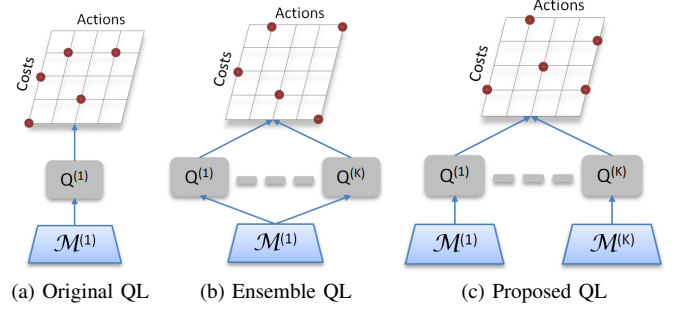 Actions
Costs
Q(1)
M(1)
(a) Original QL
Actions
Costs
Q(1)
Q(K)
M(1)
(b) Ensemble QL
Actions
Costs
Q(1)
Q(K)
M(1)
M(K)
(c) Proposed QL